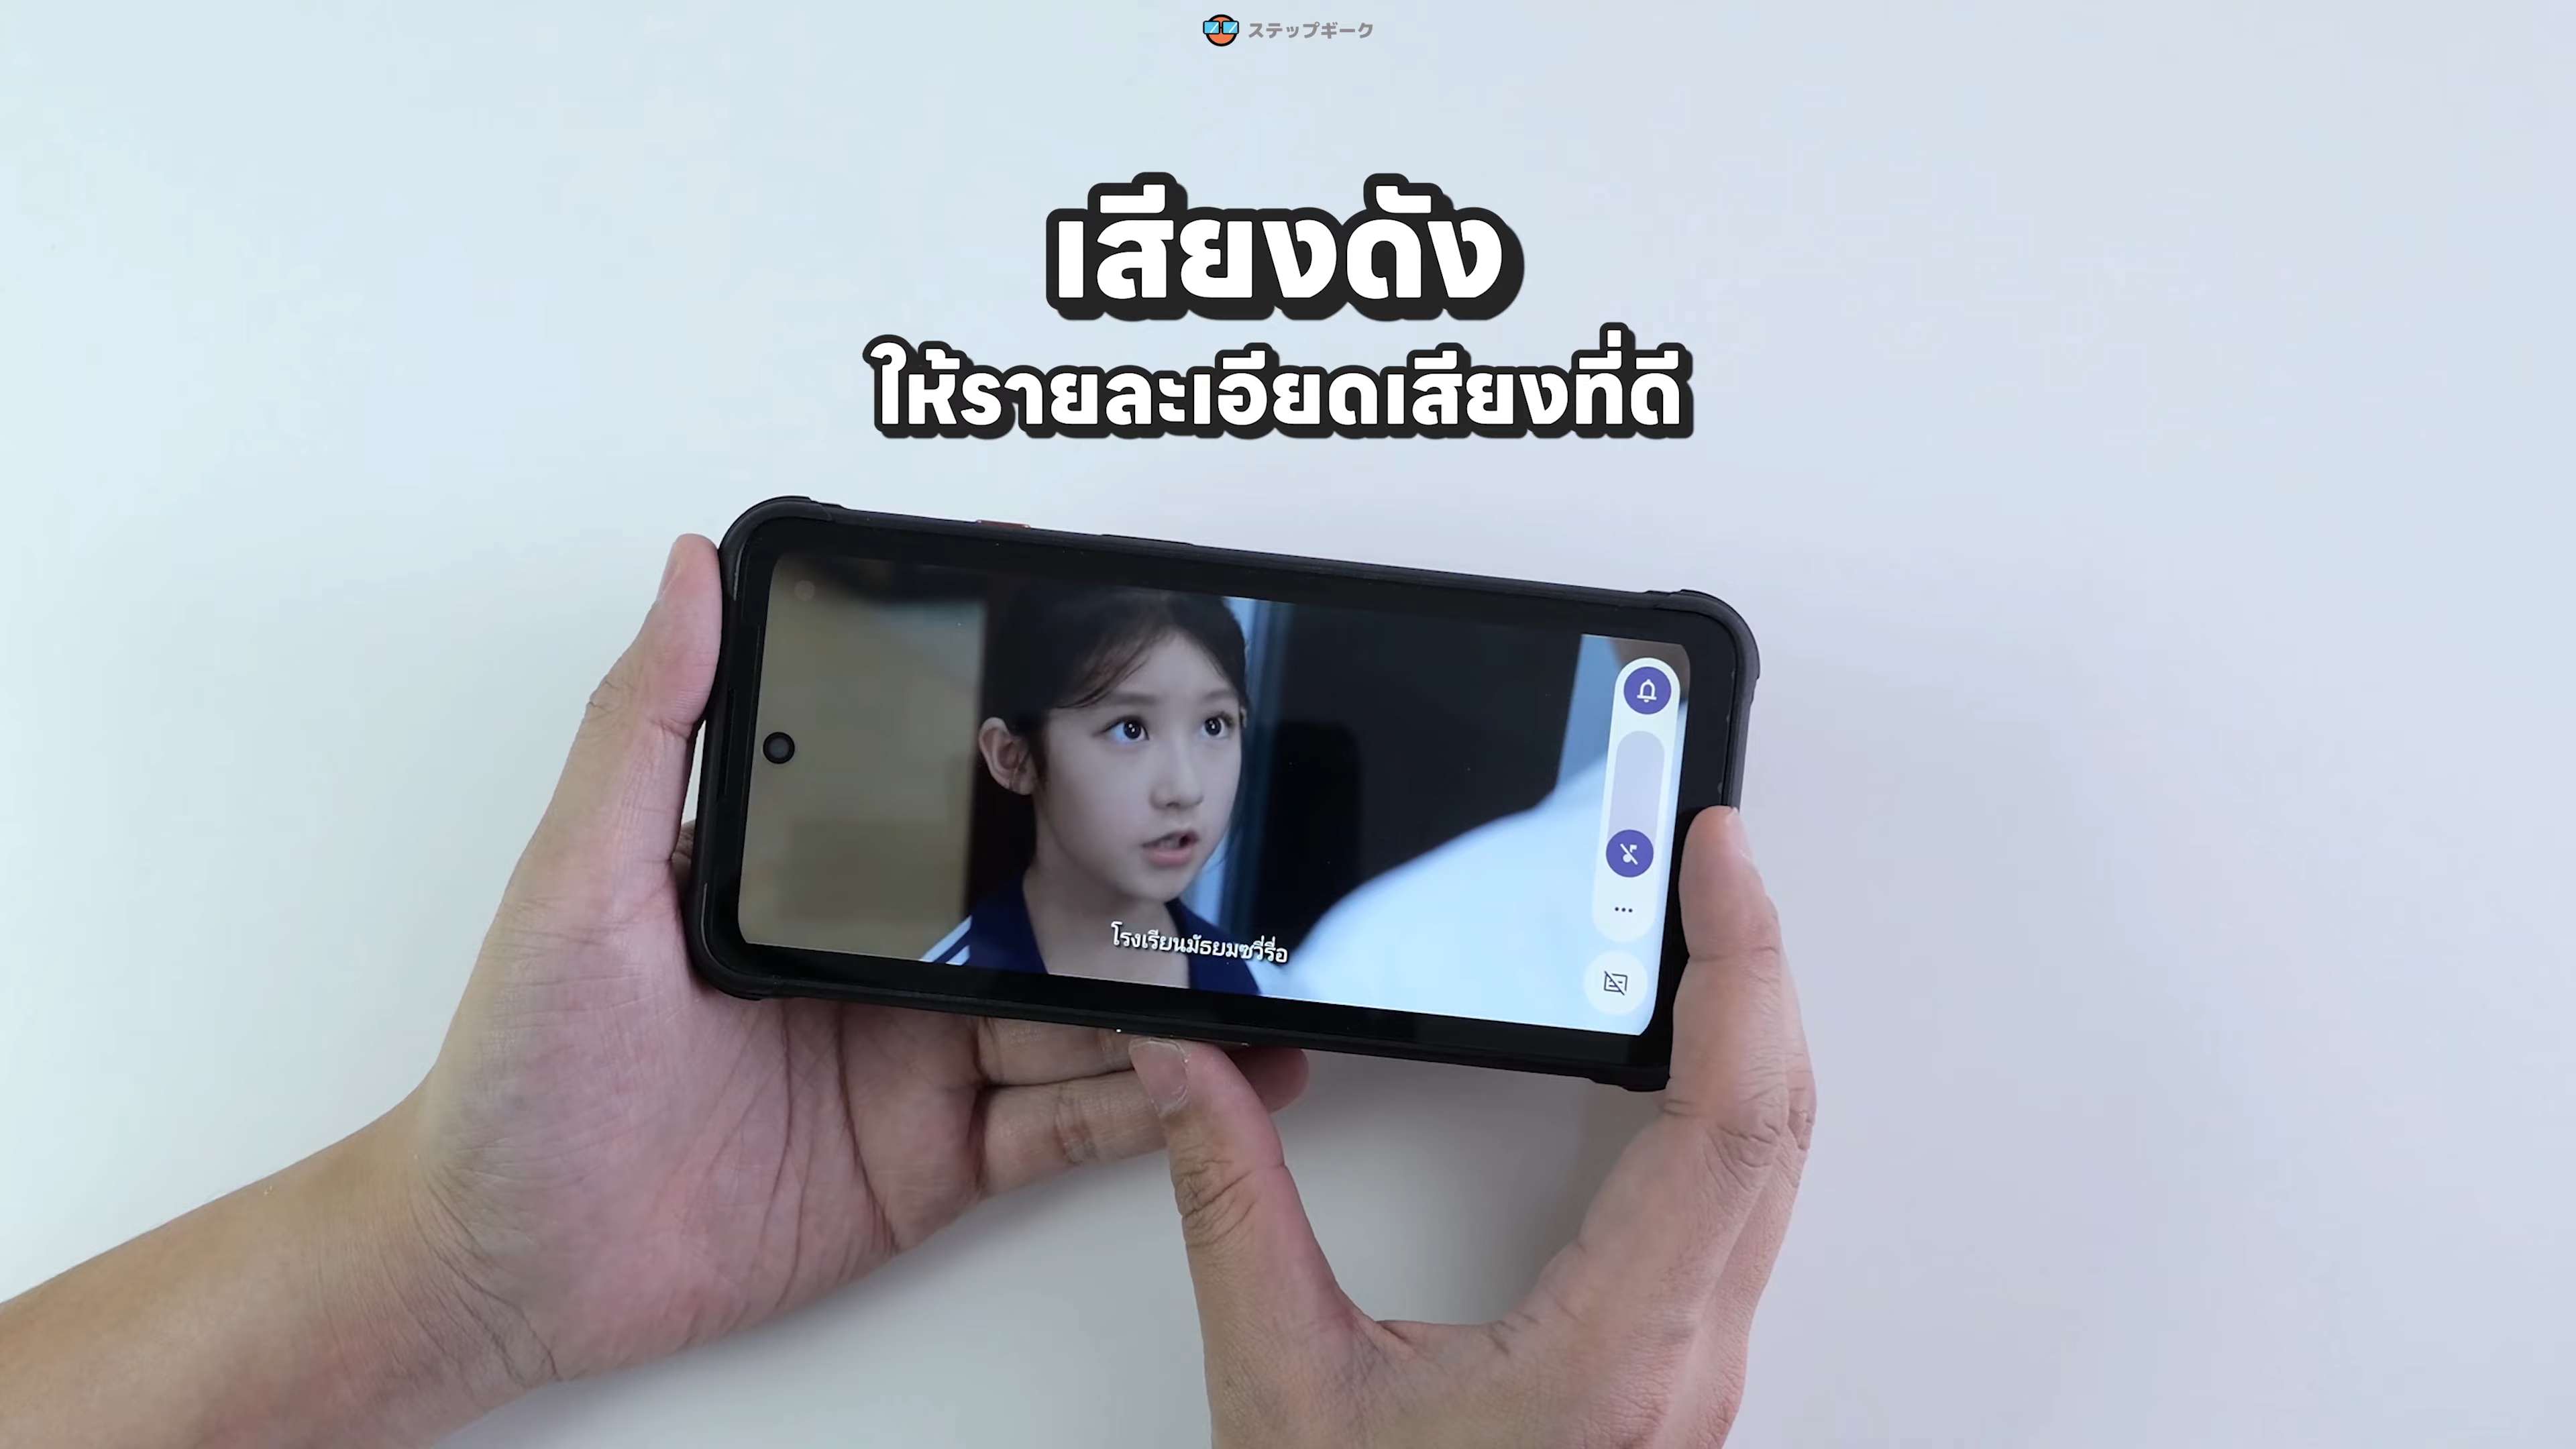 ステップギーク
เสียงดัง
ให้รายละเอียดเสียงที่ดี
โรงเรียนมัธยมซวี่รื่อ